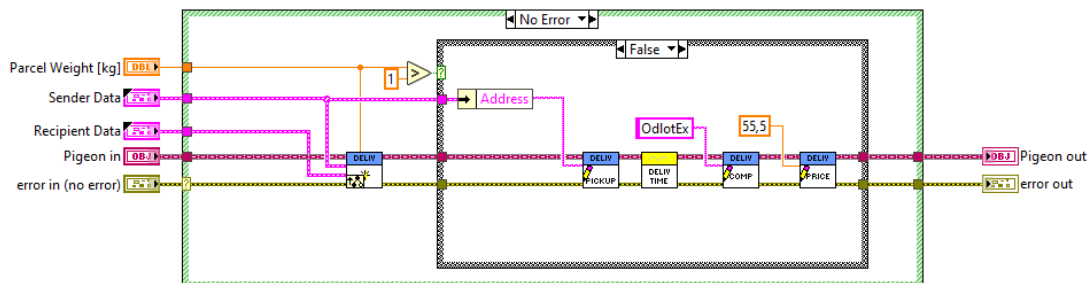 No Error
False
Parcel Weight [kg]
DBL
1
>
?
Sender Data
Address
Recipient Data
OdlotEx
55,5
Pigeon in
OBJ
DELIV
DELIV
PICKUP
DELIV
TIME
DELIV
COMP
DELIV
PRICE
OBJ
Pigeon out
error in (no error)
?
error out